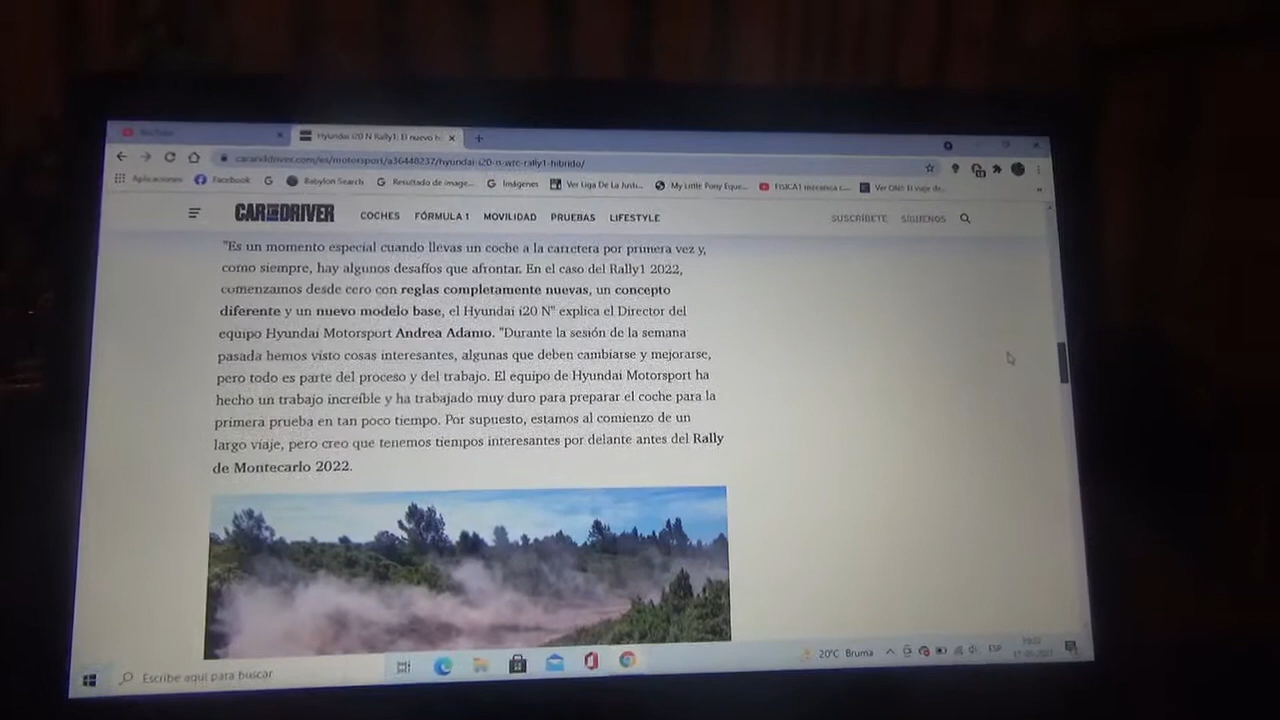 Hyundai i20 N Rally1: El nuevo h
caranddriver.com/es/motorsport/a36448237/hyundai-i20-n-wrc-rally1-hibrido/
Aplicaciones Facebook Babylon Search Resultado de image... Imágenes Ver Liga De La Justi... My Little Pony Eque... FISICA1 mecanica c...
CAR AND DRIVER COCHES FÓRMULA 1 MOVILIDAD PRUEBAS LIFESTYLE SUSCRÍBETE SÍGUENOS
"Es un momento especial cuando llevas un coche a la carretera por primera vez y,
como siempre, hay algunos desafíos que afrontar. En el caso del Rally1 2022,
comenzamos desde cero con reglas completamente nuevas, un concepto
diferente y un nuevo modelo base, el Hyundai i20 N" explica el Director del
equipo Hyundai Motorsport Andrea Adamo. "Durante la sesión de la semana
pasada hemos visto cosas interesantes, algunas que deben cambiarse y mejorarse,
pero todo es parte del proceso y del trabajo. El equipo de Hyundai Motorsport ha
hecho un trabajo increíble y ha trabajado muy duro para preparar el coche para la
primera prueba en tan poco tiempo. Por supuesto, estamos al comienzo de un
largo viaje, pero creo que tenemos tiempos interesantes por delante antes del Rally
de Montecarlo 2022.
Escribe aquí para buscar
20°C Bruma ESP